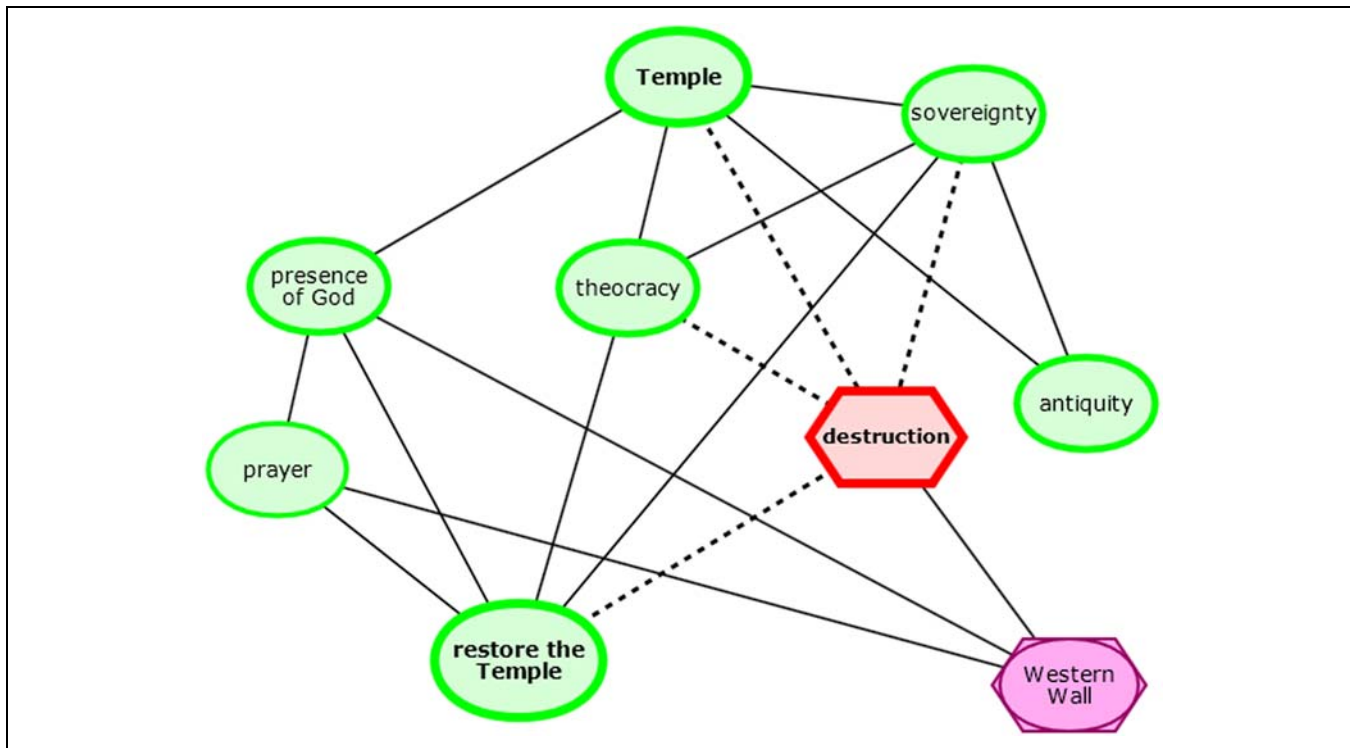 Temple
sovereignty
presence
of God
theocracy
antiquity
destruction
prayer
restore the
Temple
Western
Wall